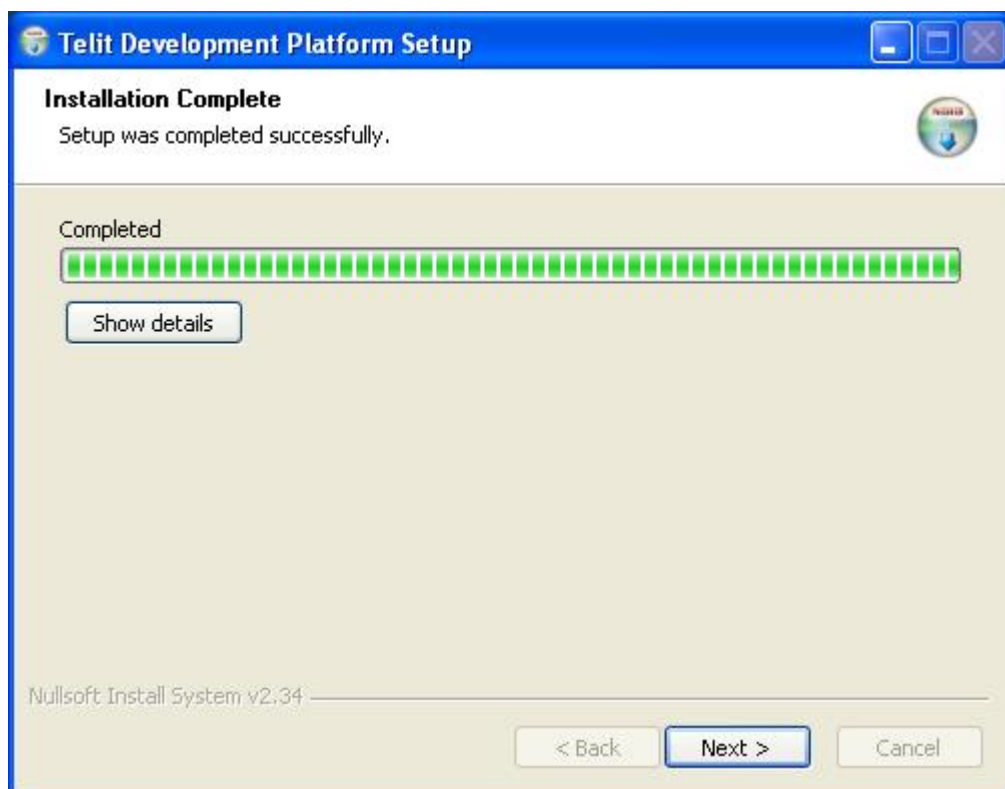 Telit Development Platform Setup
Installation Complete
Setup was completed successfully.
Completed
Show details
Nullsoft Install System v2.34
< Back
Next >
Cancel